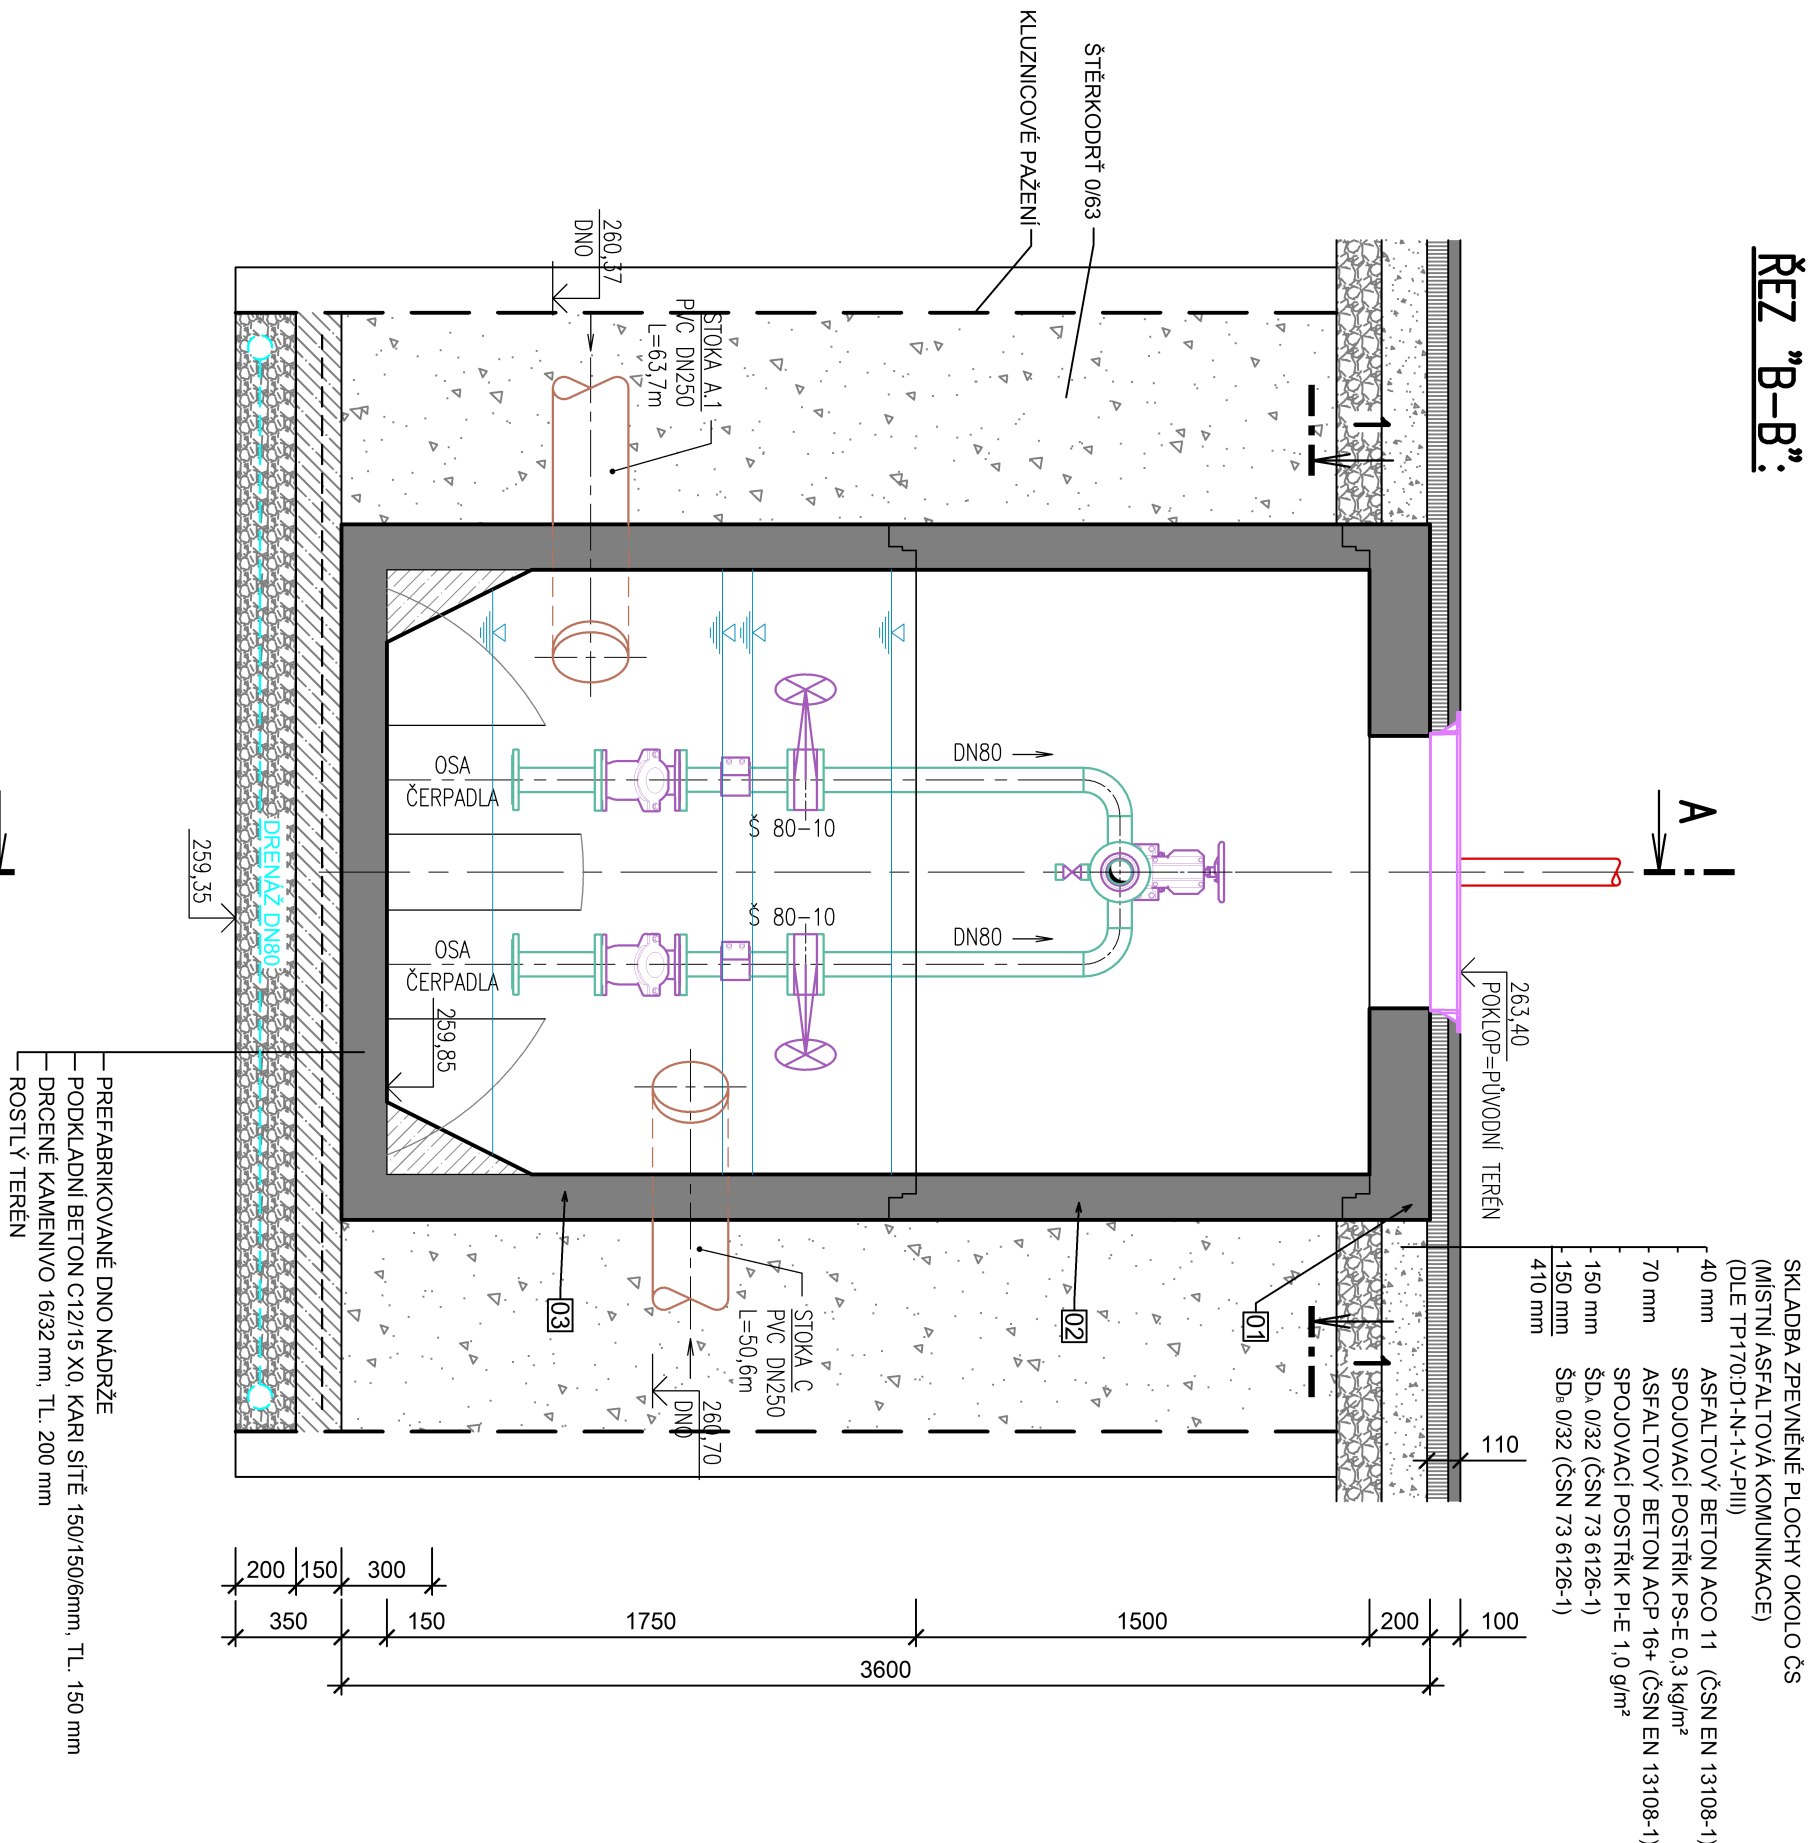 ŘEZ "B–B":
ŠTĚRKODRŤ 0/63
KLUZNICOVÉ PAŽENÍ
A
SKLADBA ZPEVNĚNÉ PLOCHY OKOLO ČS
(MÍSTNÍ ASFALTOVÁ KOMUNIKACE)
(DLE TP170:D1-N-1-V-PIII)
40 mm ASFALTOVÝ BETON ACO 11 (ČSN EN 13108-1)
SPOJOVACÍ POSTŘIK PS-E 0,3 kg/m²
70 mm ASFALTOVÝ BETON ACP 16+ (ČSN EN 13108-1)
SPOJOVACÍ POSTŘIK PI-E 1,0 g/m²
150 mm ŠDA 0/32 (ČSN 73 6126-1)
150 mm ŠDB 0/32 (ČSN 73 6126-1)
410 mm
263,40
POKLOP=PŮVODNÍ TERÉN
1
1
01
02
03
DN80
DN80
Š 80–10
Š 80–10
STOKA A.1
PVC DN250
L=63,7m
260,37
DNO
STOKA C
PVC DN250
L=50,6m
260,70
DNO
OSA
ČERPADLA
OSA
ČERPADLA
259,85
DRENÁŽ DN80
259,35
110
100
200
1500
1750
150
350
3600
300
150
200
PREFABRIKOVANÉ DNO NÁDRŽE
PODKLADNÍ BETON C12/15 X0, KARI SÍTĚ 150/150/6mm, TL. 150 mm
DRCENÉ KAMENIVO 16/32 mm, TL. 200 mm
ROSTLÝ TERÉN